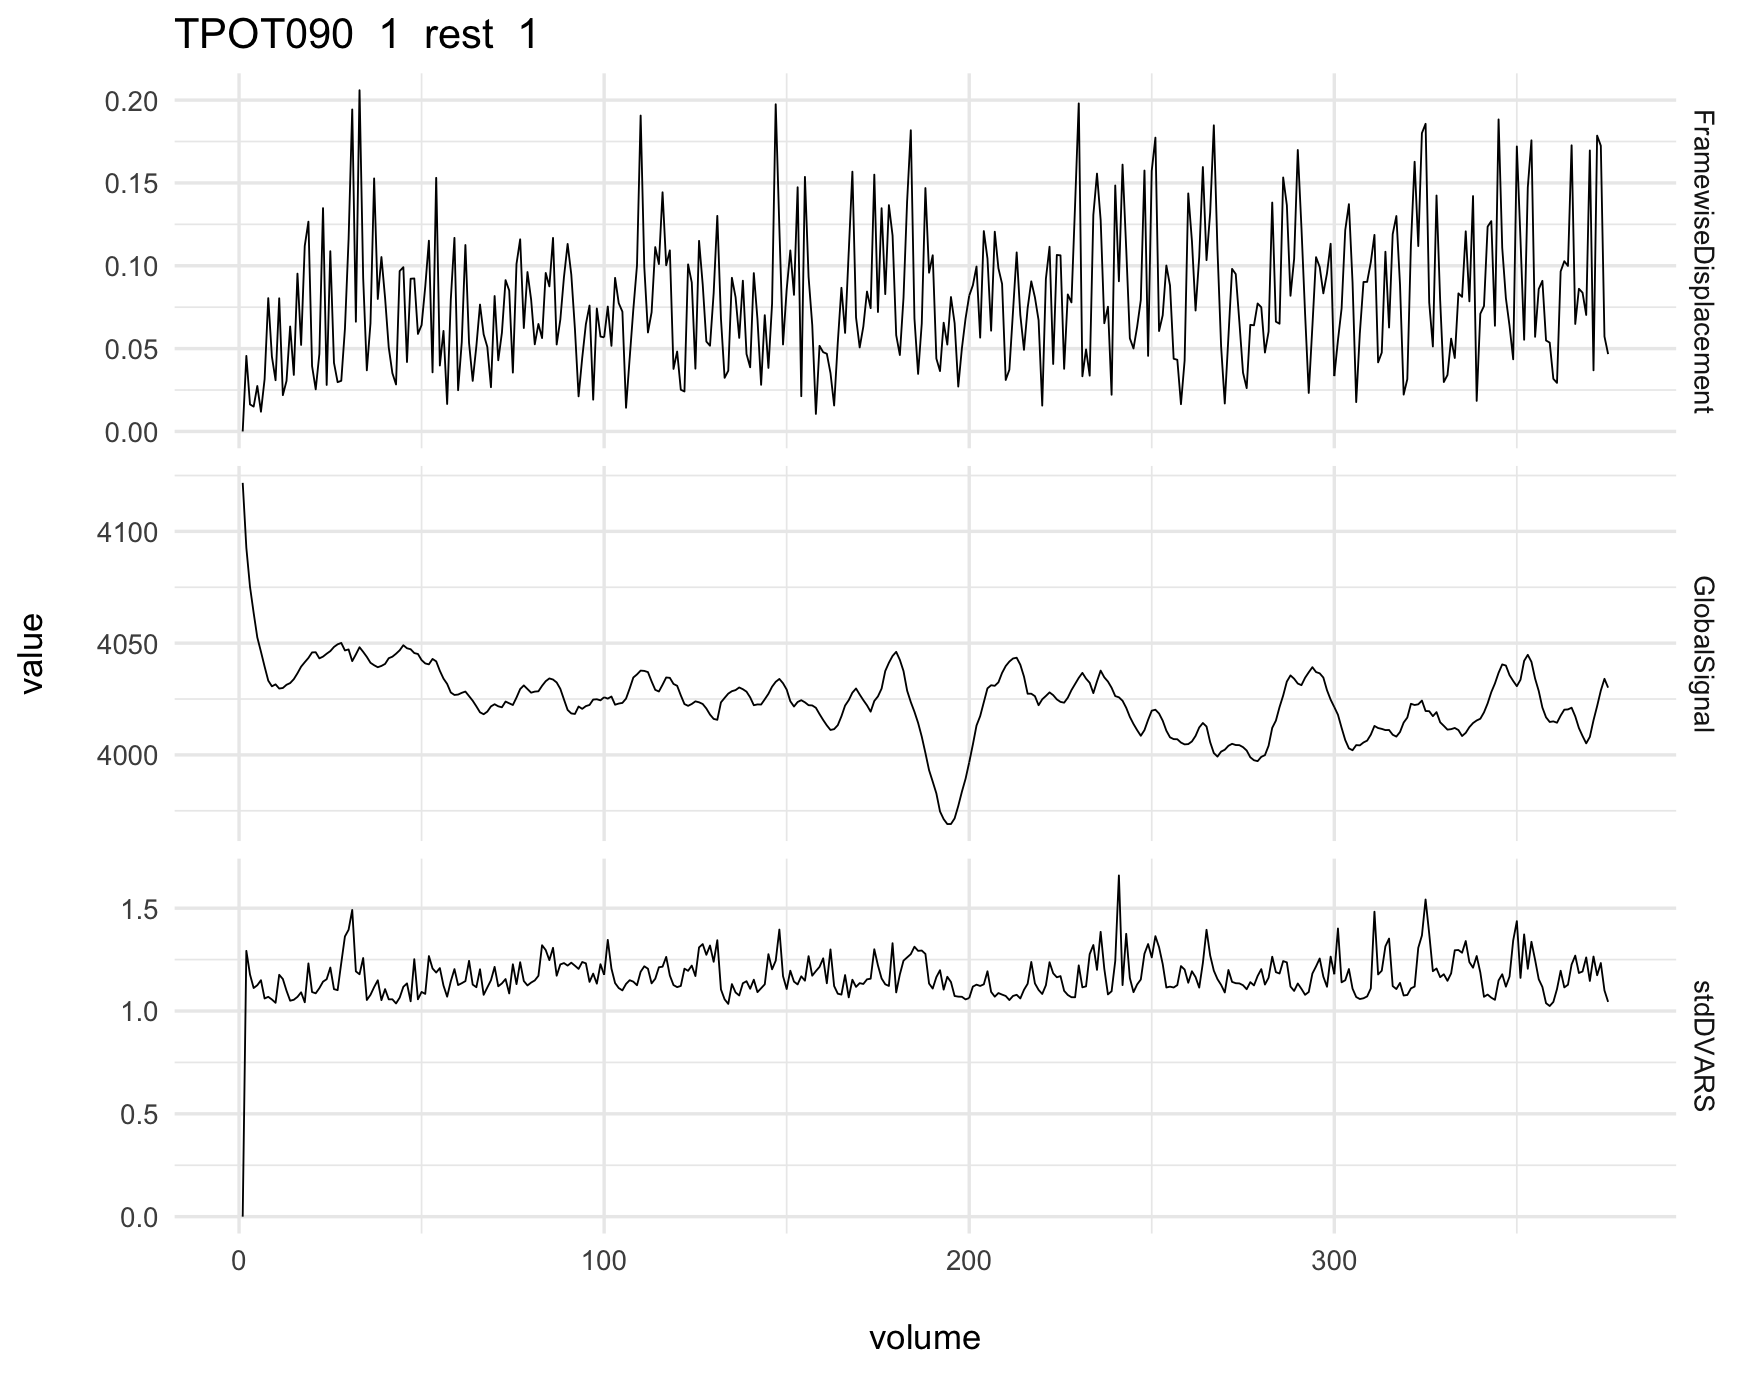 TPOT090 1 rest 1
0.20
0.15
0.10
0.05
0.00
FramewiseDisplacement
4100
4050
4000
GlobalSignal
value
1.5
1.0
0.5
0.0
stdDVARS
0 100 200 300
volume